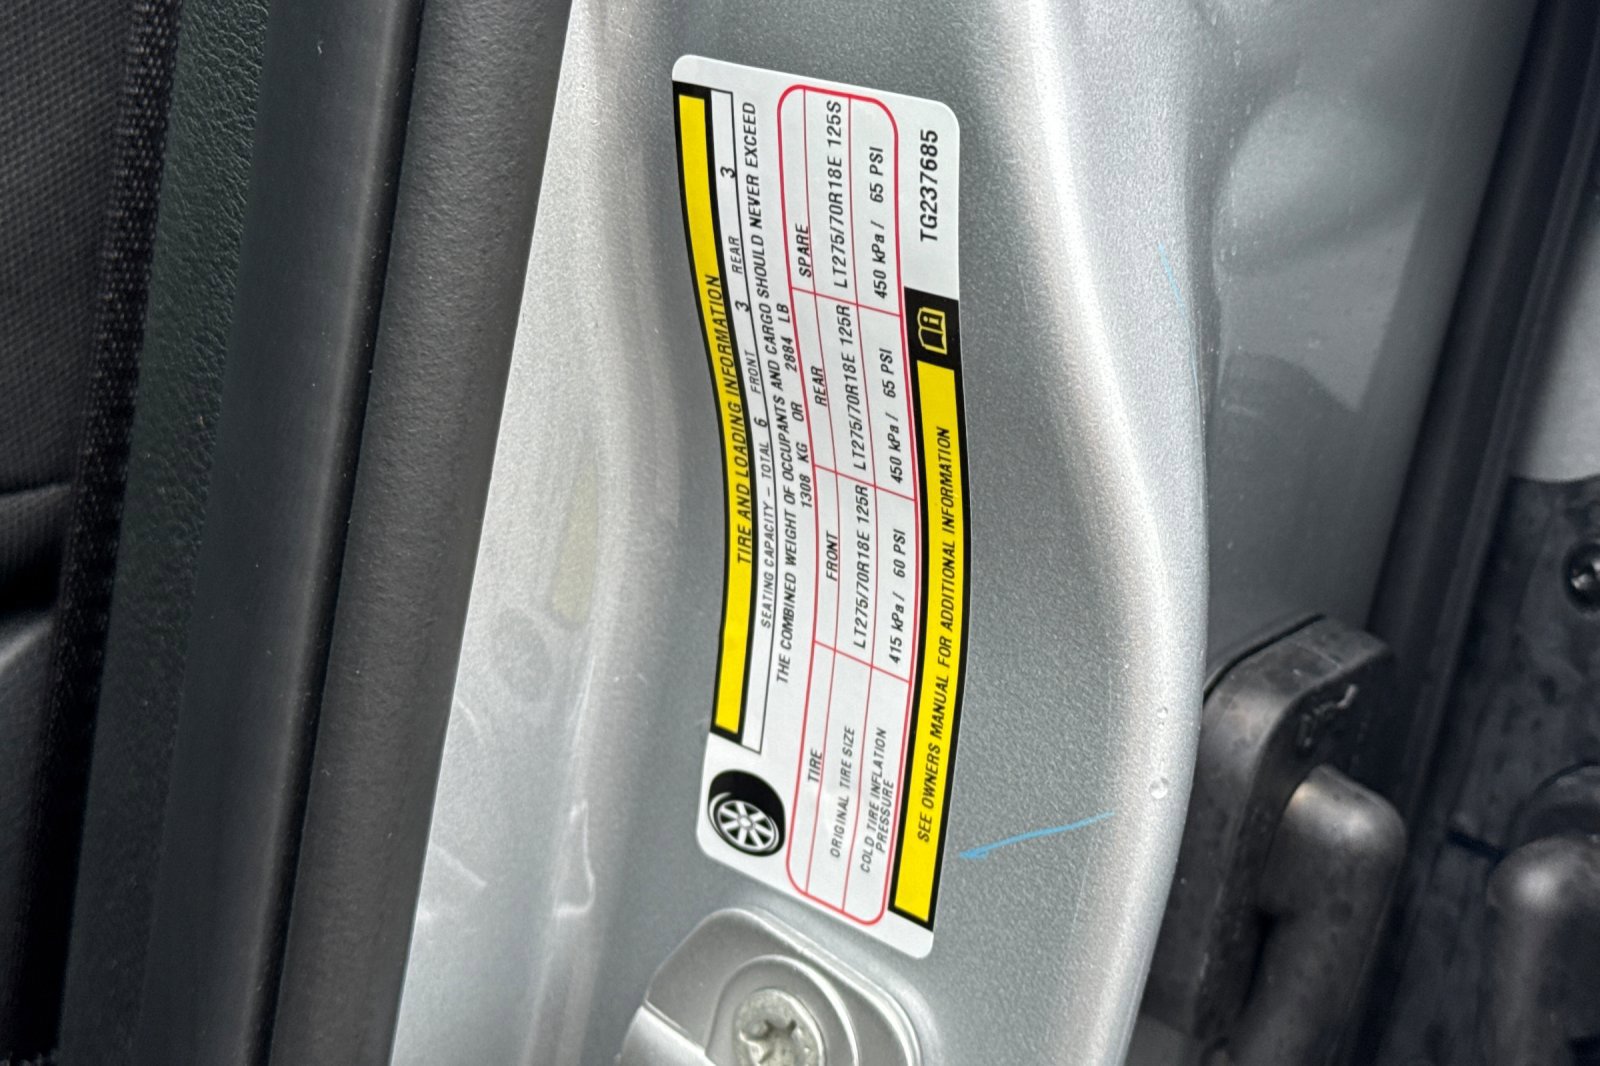 TIRE AND LOADING INFORMATION
SEATING CAPACITY – TOTAL 6 FRONT 3 REAR 3
THE COMBINED WEIGHT OF OCCUPANTS AND CARGO SHOULD NEVER EXCEED
1308 KG OR 2884 LB
TIRE FRONT REAR SPARE
ORIGINAL TIRE SIZE LT275/70R18E 125R LT275/70R18E 125R LT275/70R18E 125S
COLD TIRE INFLATION
PRESSURE 415 kPa / 60 PSI 450 kPa / 65 PSI 450 kPa / 65 PSI
SEE OWNERS MANUAL FOR ADDITIONAL INFORMATION
TG237685